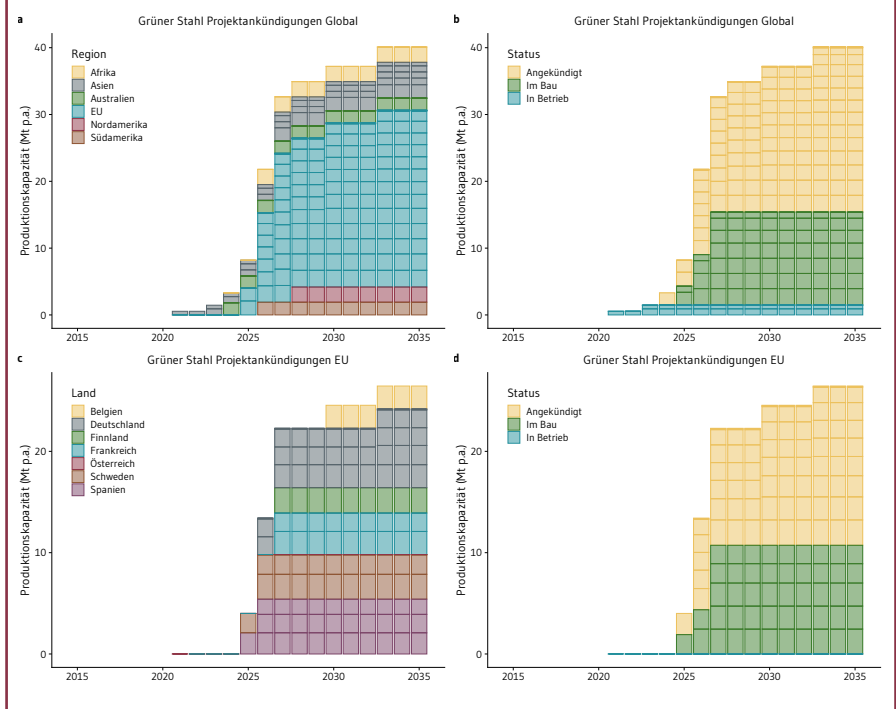 a
Grüner Stahl Projektankündigungen Global
Produktionskapazität (Mt p.a.)
40
30
20
10
0
Region
Afrika
Asien
Australien
EU
Nordamerika
Südamerika
2015
2020
2025
2030
2035
b
Grüner Stahl Projektankündigungen Global
Produktionskapazität (Mt p.a.)
40
30
20
10
0
Status
Angekündigt
Im Bau
In Betrieb
2015
2020
2025
2030
2035
c
Grüner Stahl Projektankündigungen EU
Produktionskapazität (Mt p.a.)
20
10
0
Land
Belgien
Deutschland
Finnland
Frankreich
Österreich
Schweden
Spanien
2015
2020
2025
2030
2035
d
Grüner Stahl Projektankündigungen EU
Produktionskapazität (Mt p.a.)
20
10
0
Status
Angekündigt
Im Bau
In Betrieb
2015
2020
2025
2030
2035